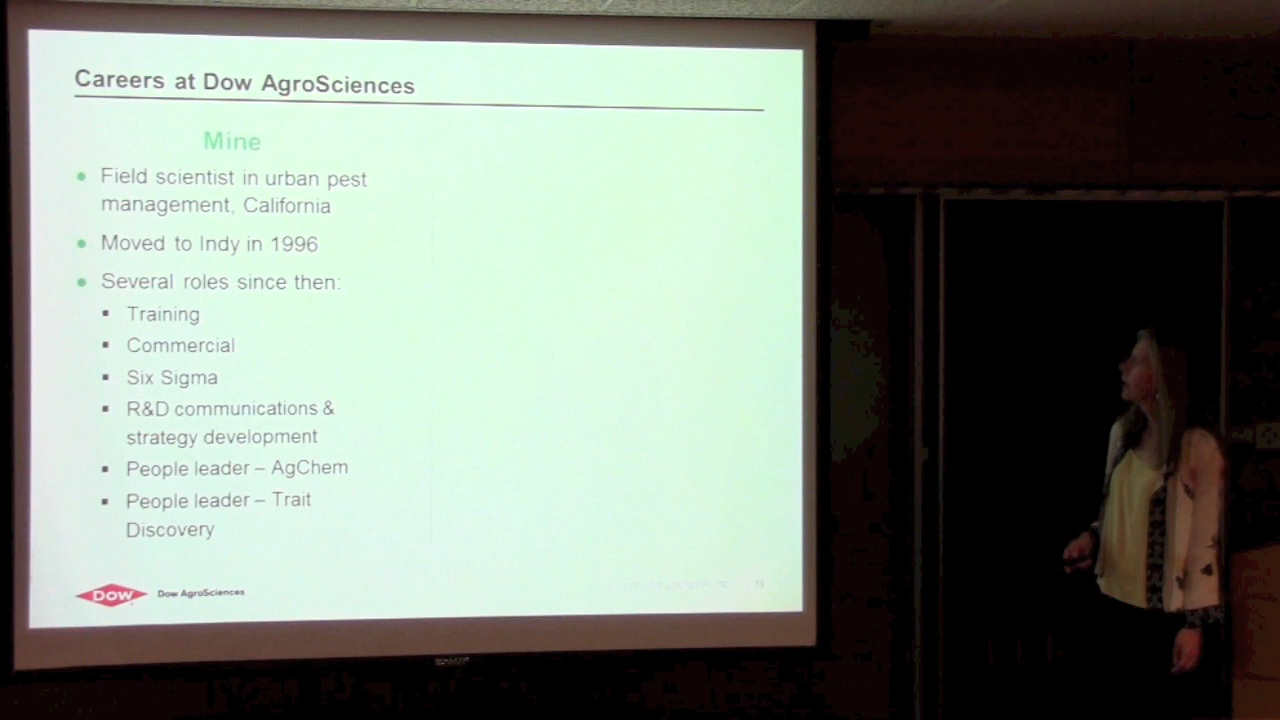 Careers at Dow AgroSciences
Mine
Field scientist in urban pest
management, California
Moved to Indy in 1996
Several roles since then:
Training
Commercial
Six Sigma
R&D communications &
strategy development
People leader – AgChem
People leader – Trait
Discovery
DOW Dow AgroSciences